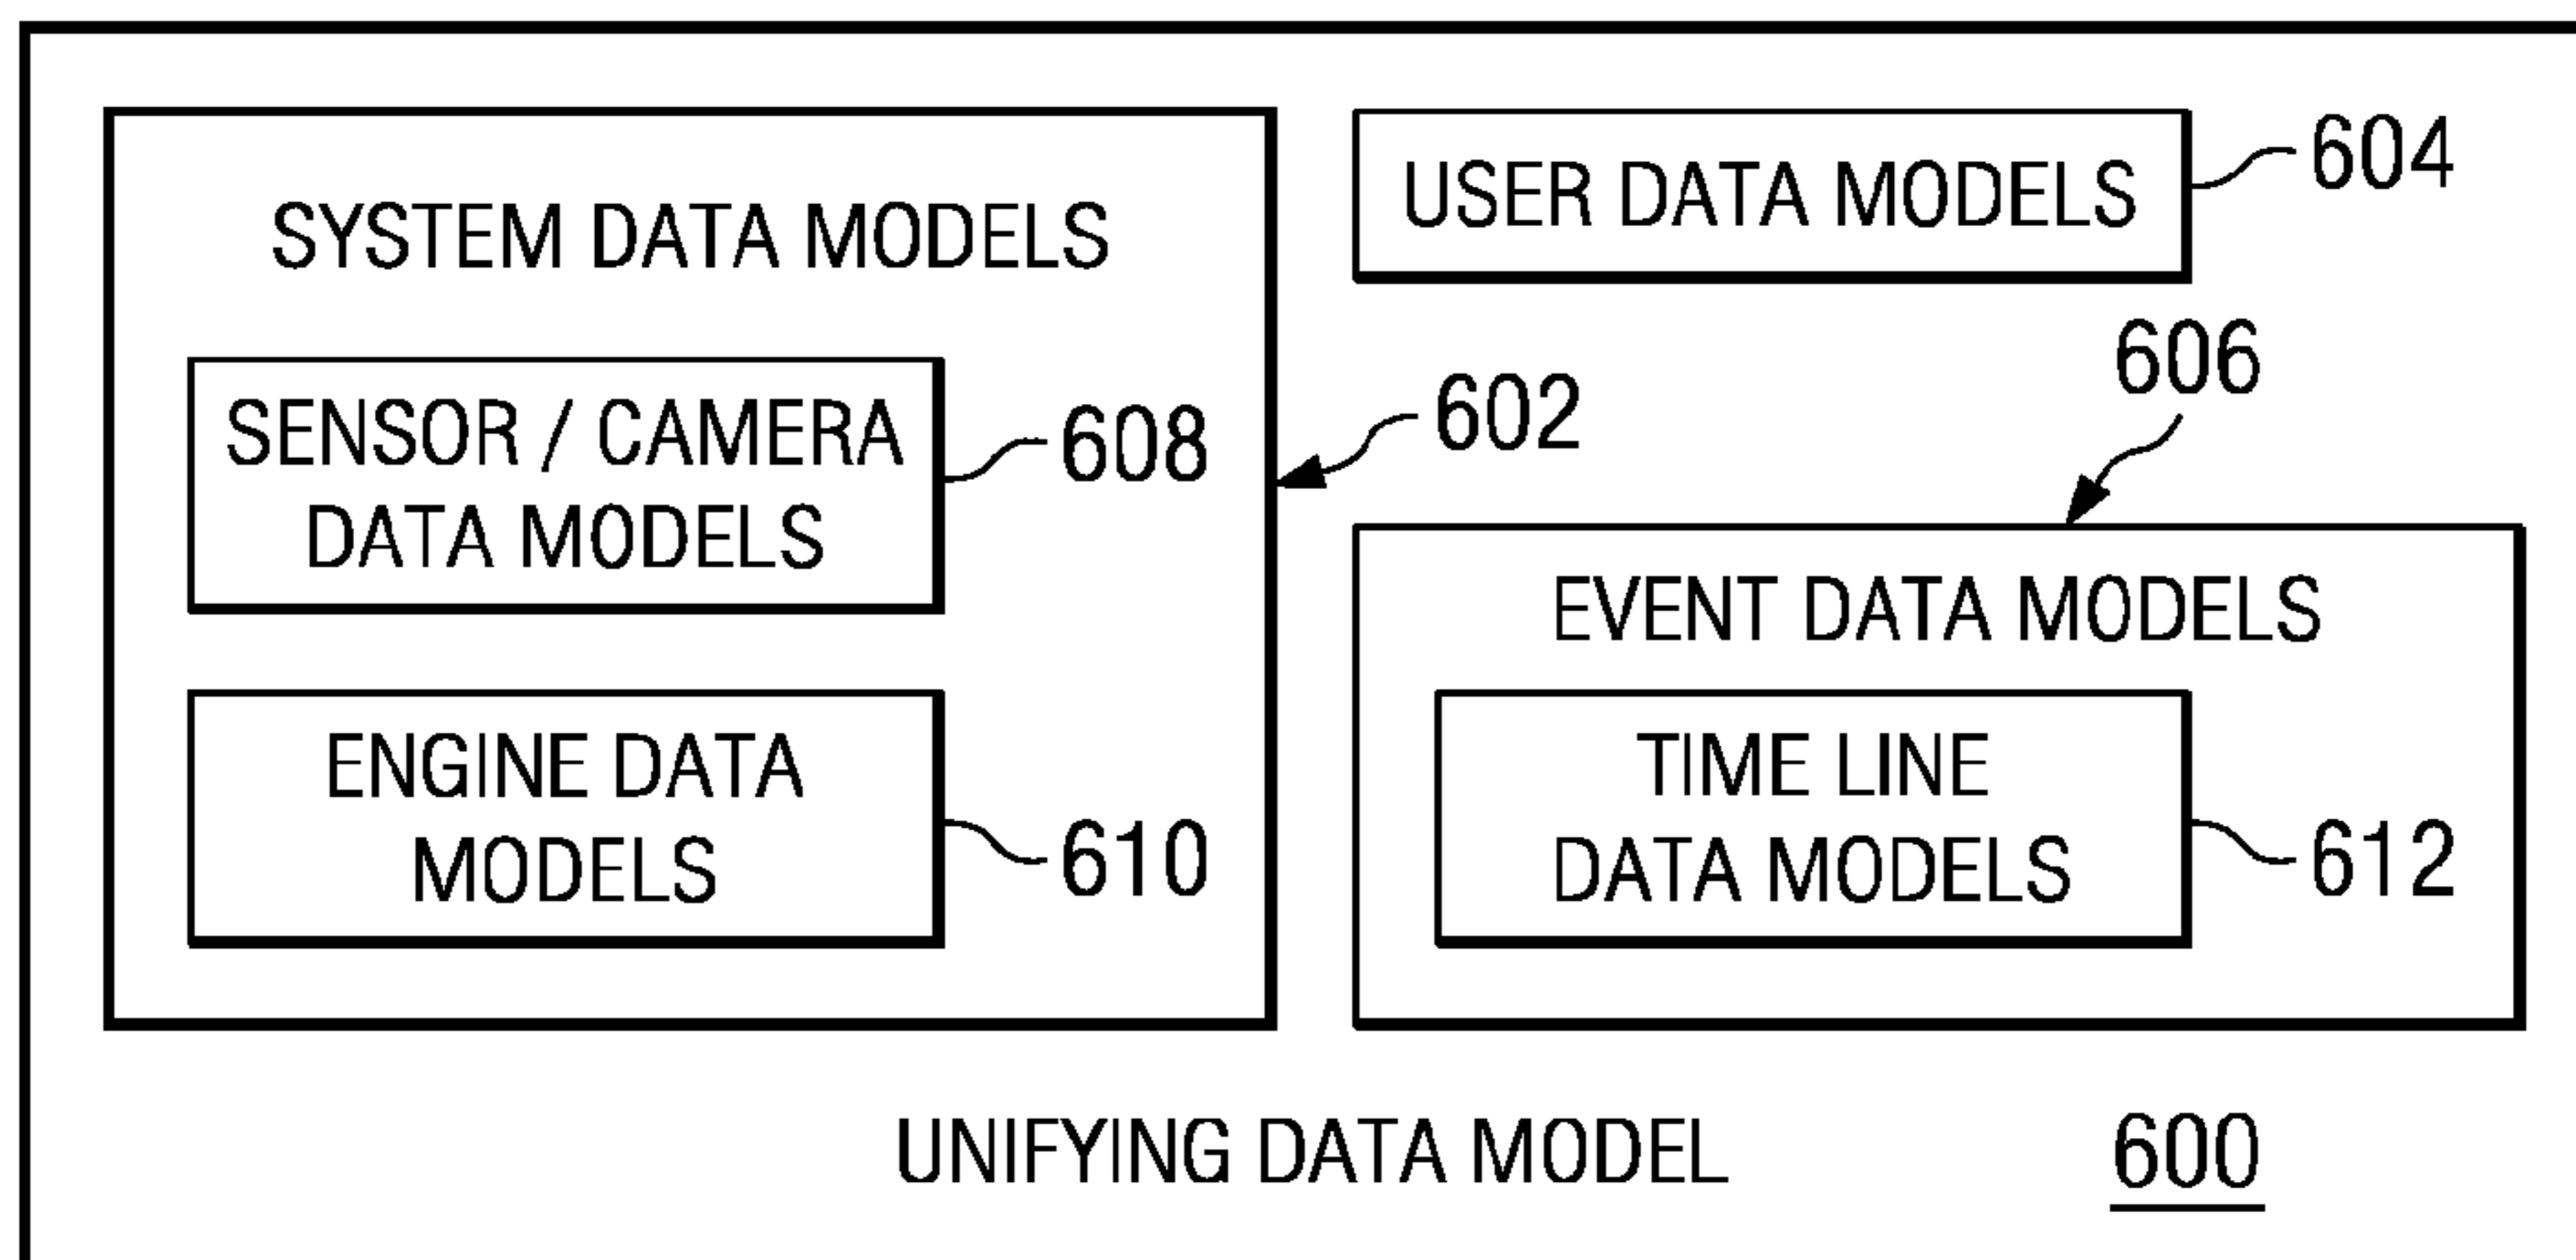 SYSTEM DATA MODELS
SENSOR / CAMERA
DATA MODELS
608
ENGINE DATA
MODELS
610
602
USER DATA MODELS
604
606
EVENT DATA MODELS
TIME LINE
DATA MODELS
612
UNIFYING DATA MODEL
600